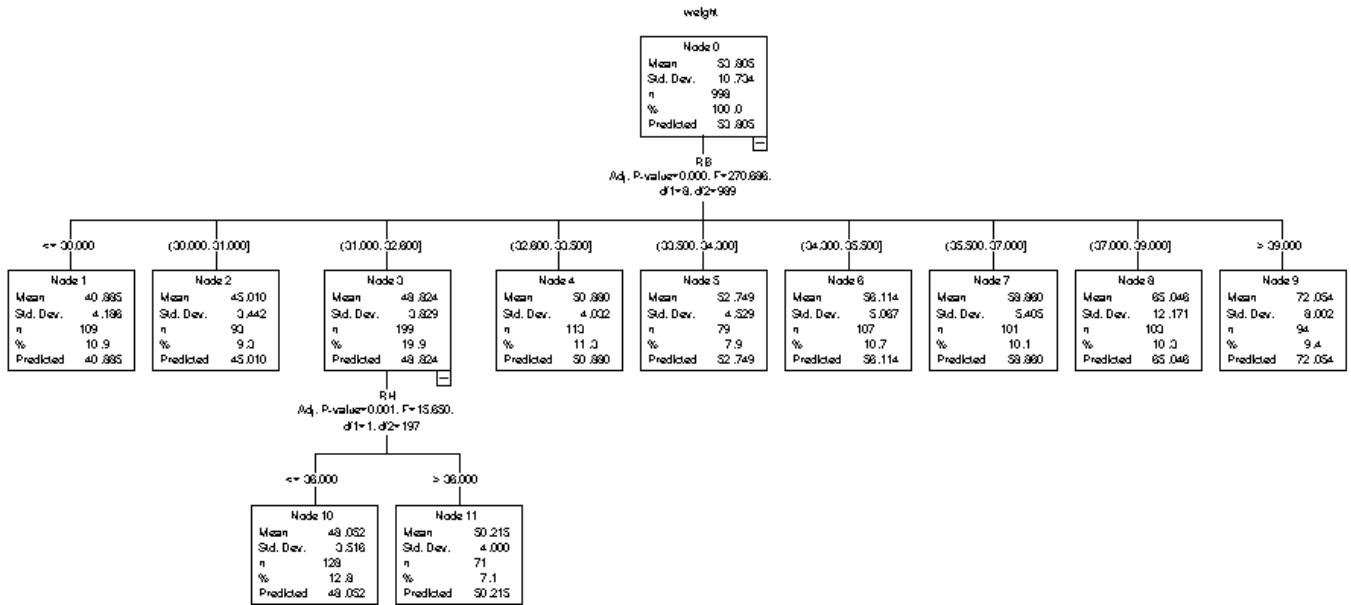 weight
Node 0
Mean 53.805
Std. Dev. 10.734
n 998
% 100.0
Predicted 53.805
RB
Adj. P-value=0.000, F=270.686,
df1=8, df2=989
<= 30.000
(30.000, 31.000]
(31.000, 32.600]
(32.600, 33.500]
(33.500, 34.300]
(34.300, 35.500]
(35.500, 37.000]
(37.000, 39.000]
> 39.000
Node 1
Mean 40.885
Std. Dev. 4.186
n 109
% 10.9
Predicted 40.885
Node 2
Mean 45.010
Std. Dev. 3.442
n 93
% 9.3
Predicted 45.010
Node 3
Mean 48.824
Std. Dev. 3.829
n 199
% 19.9
Predicted 48.824
Node 4
Mean 50.880
Std. Dev. 4.032
n 113
% 11.3
Predicted 50.880
Node 5
Mean 52.749
Std. Dev. 4.529
n 79
% 7.9
Predicted 52.749
Node 6
Mean 56.114
Std. Dev. 5.067
n 107
% 10.7
Predicted 56.114
Node 7
Mean 58.860
Std. Dev. 5.405
n 101
% 10.1
Predicted 58.860
Node 8
Mean 65.046
Std. Dev. 12.171
n 103
% 10.3
Predicted 65.046
Node 9
Mean 72.054
Std. Dev. 8.002
n 94
% 9.4
Predicted 72.054
RH
Adj. P-value=0.001, F=15.650,
df1=1, df2=197
<= 36.000
> 36.000
Node 10
Mean 48.052
Std. Dev. 3.516
n 128
% 12.8
Predicted 48.052
Node 11
Mean 50.215
Std. Dev. 4.000
n 71
% 7.1
Predicted 50.215